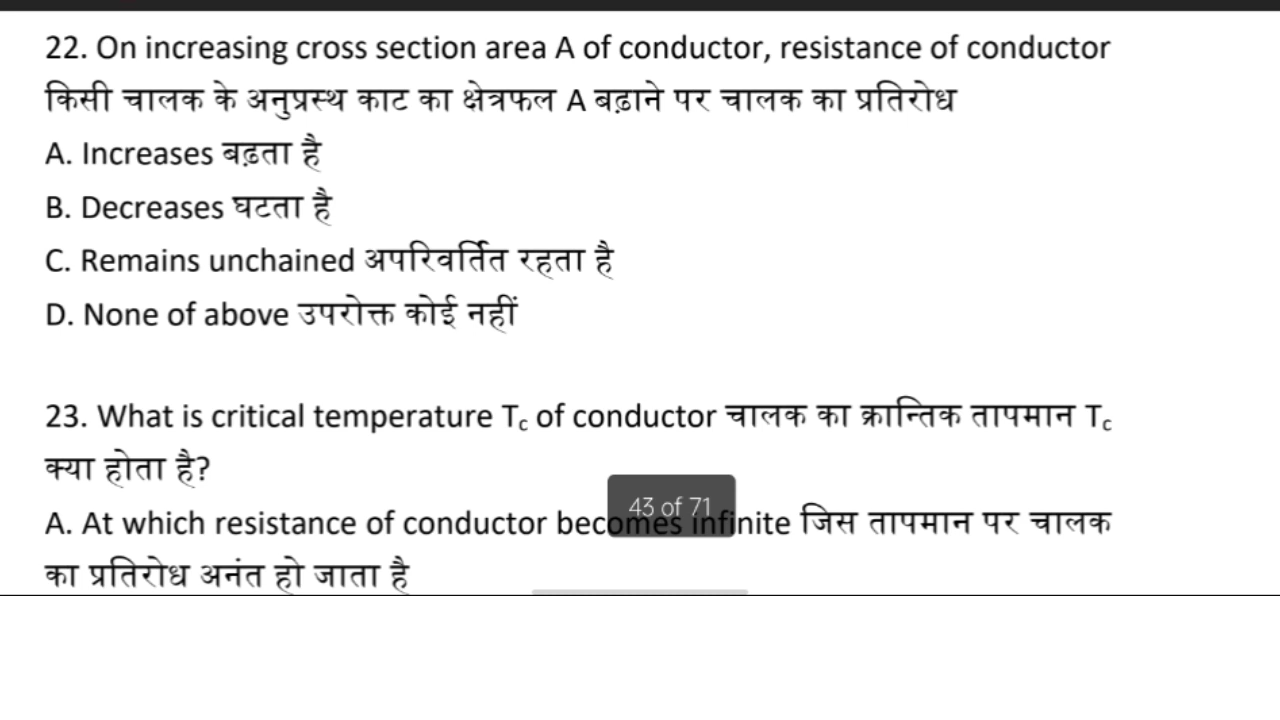 22. On increasing cross section area A of conductor, resistance of conductor
किसी चालक के अनुप्रस्थ काट का क्षेत्रफल A बढ़ाने पर चालक का प्रतिरोध
A. Increases बढ़ता है
B. Decreases घटता है
C. Remains unchained अपरिवर्तित रहता है
D. None of above उपरोक्त कोई नहीं
23. What is critical temperature Tc of conductor चालक का क्रान्तिक तापमान Tc
क्या होता है?
43 of 71
A. At which resistance of conductor becomes infinite जिस तापमान पर चालक
का प्रतिरोध अनंत हो जाता है